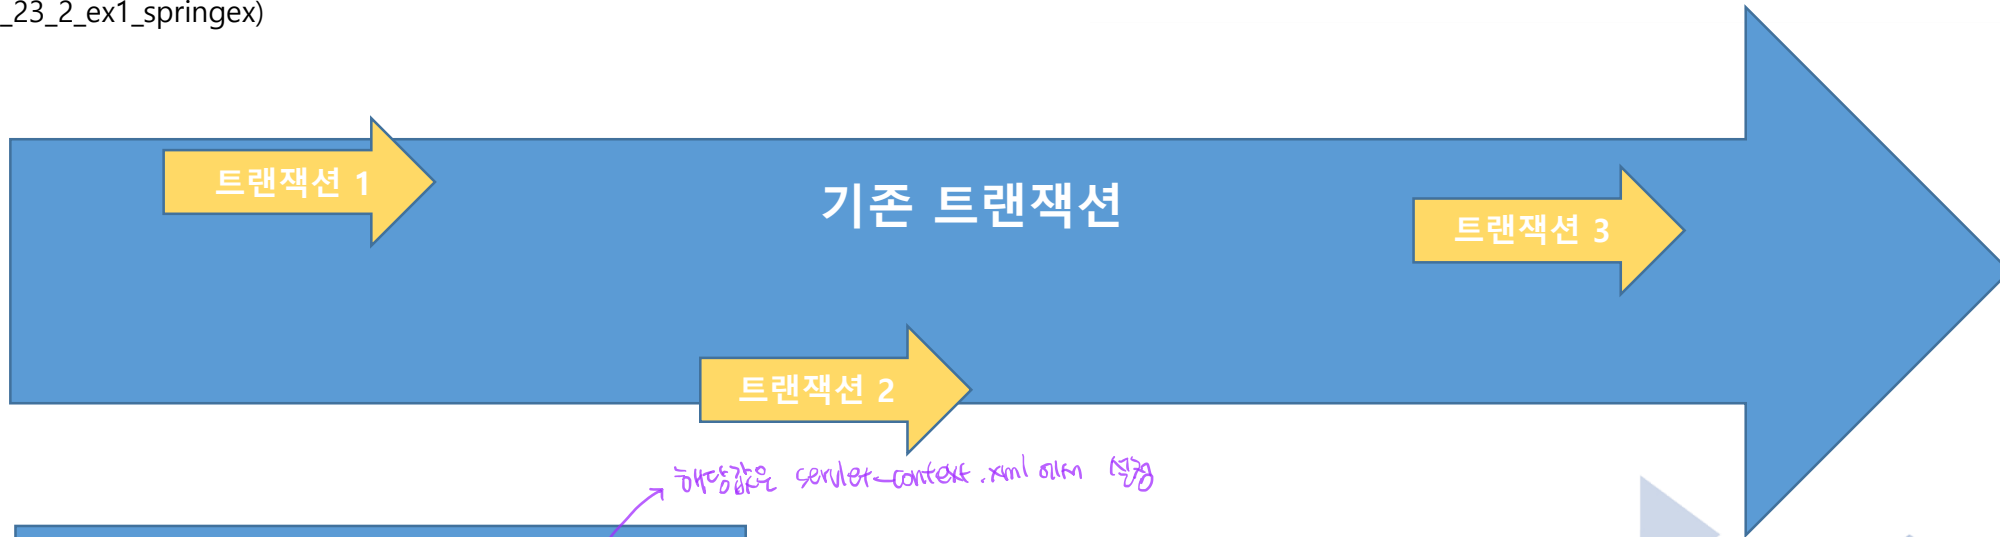 _23_2_ex1_springex)
트랜잭션 1
기존 트랜잭션
트랜잭션 3
트랜잭션 2
해당값은 servlet-context.xml 에서 설정